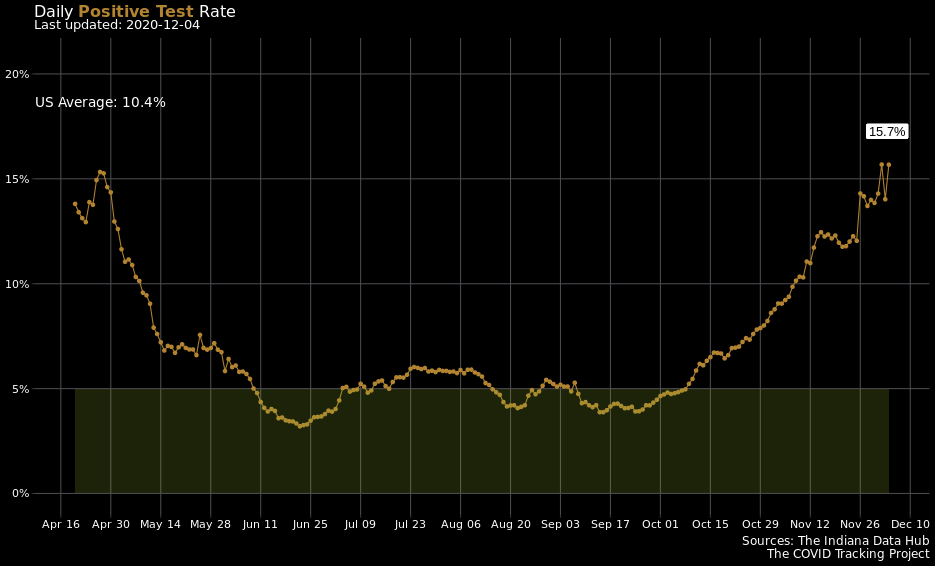 Daily Positive Test Rate
Last updated: 2020-12-04
20%
US Average: 10.4%
15.7%
15%
10%
5%
0%
Apr 16 Apr 30 May 14 May 28 Jun 11 Jun 25 Jul 09 Jul 23 Aug 06 Aug 20 Sep 03 Sep 17 Oct 01 Oct 15 Oct 29 Nov 12 Nov 26 Dec 10
Sources: The Indiana Data Hub
The COVID Tracking Project